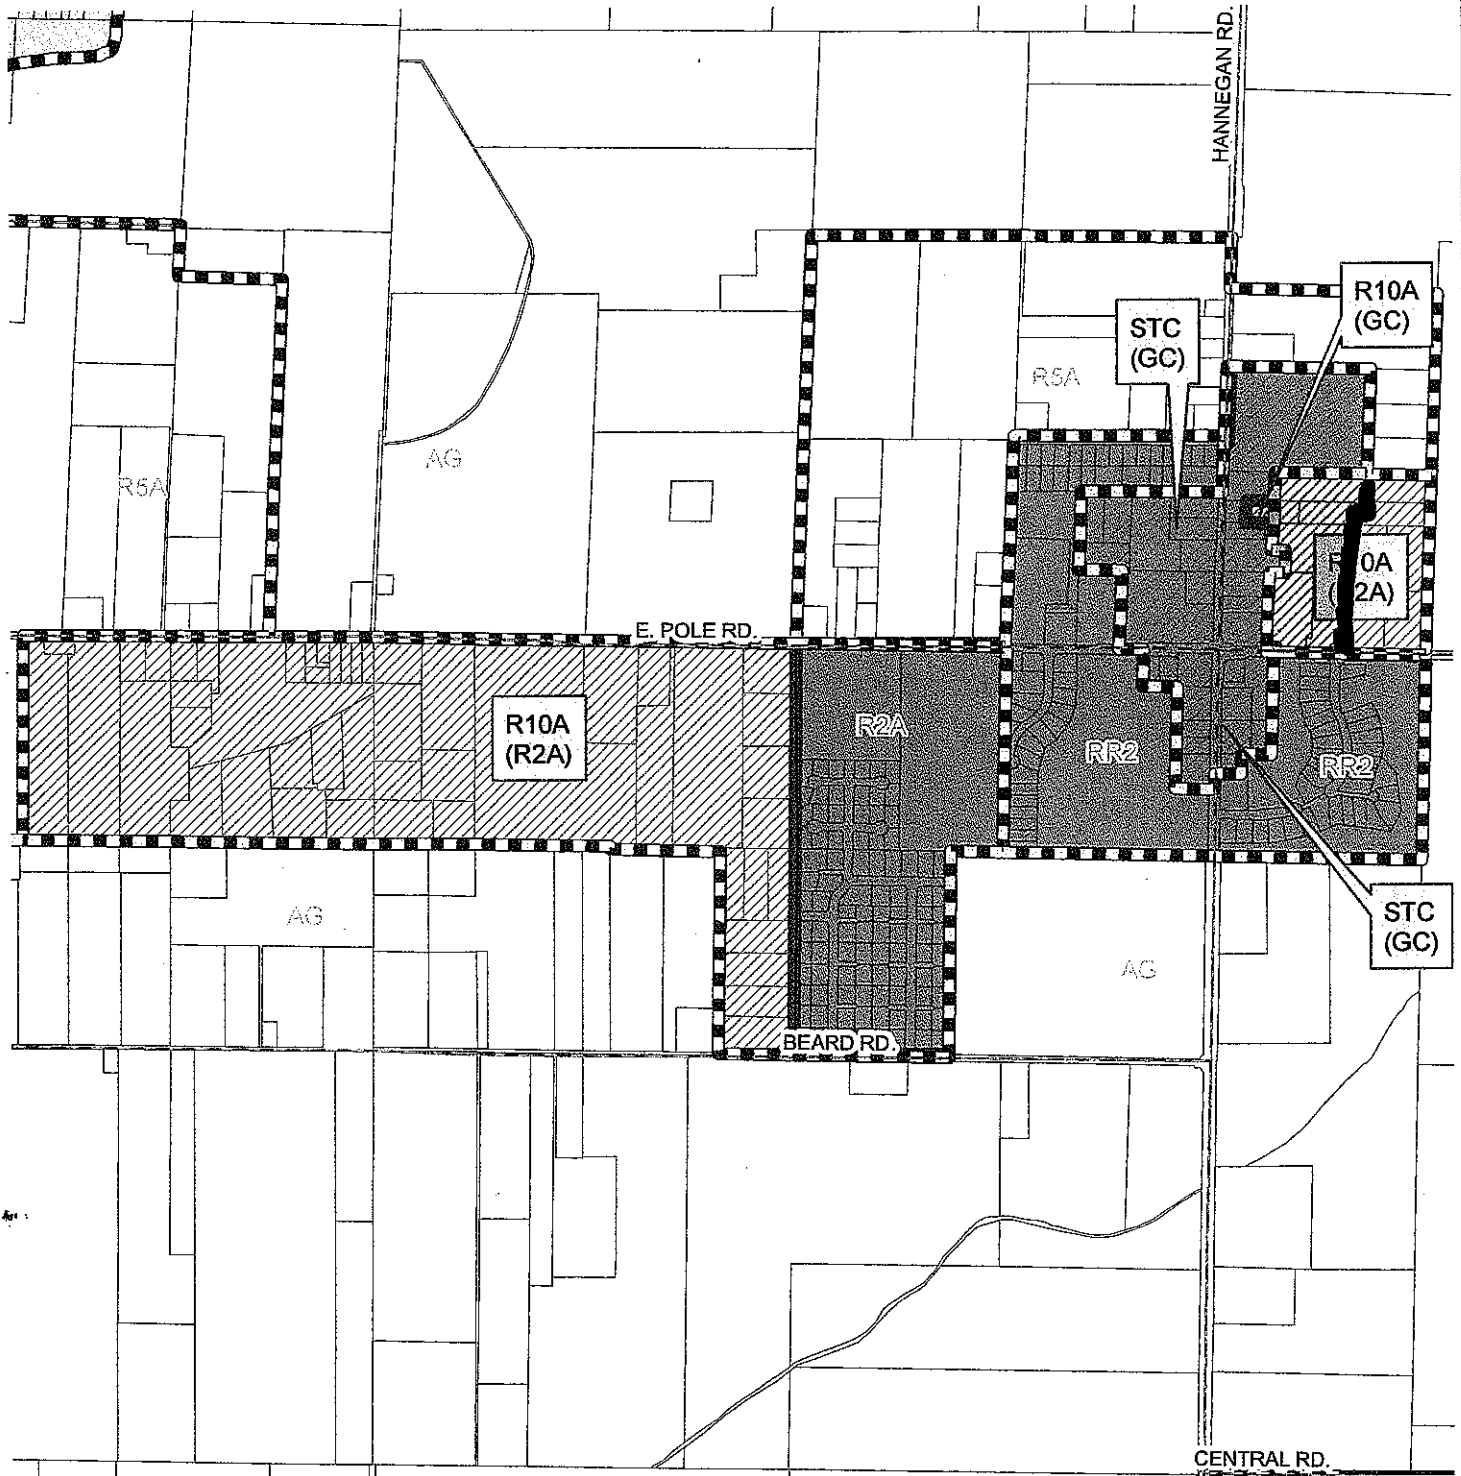 HANNEGAN RD.
R10A
(GC)
STC
(GC)
R5A
AG
R5A
E. POLE RD.
R10A
(R2A)
R2A
RR2
RR2
STC
(GC)
AG
AG
BEARD RD.
CENTRAL RD.